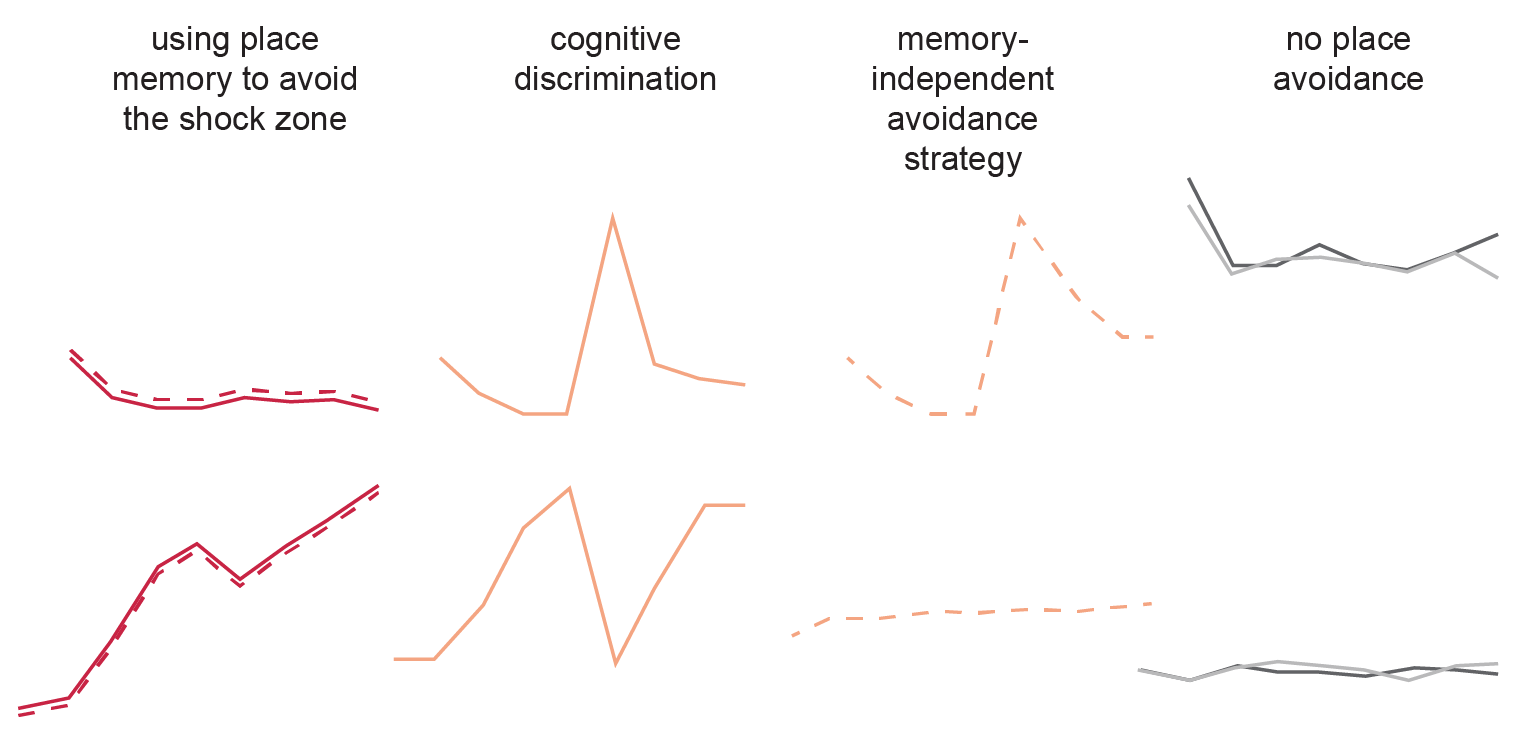 using place
memory to avoid
the shock zone
cognitive
discrimination
memory-
independent
avoidance
strategy
no place
avoidance